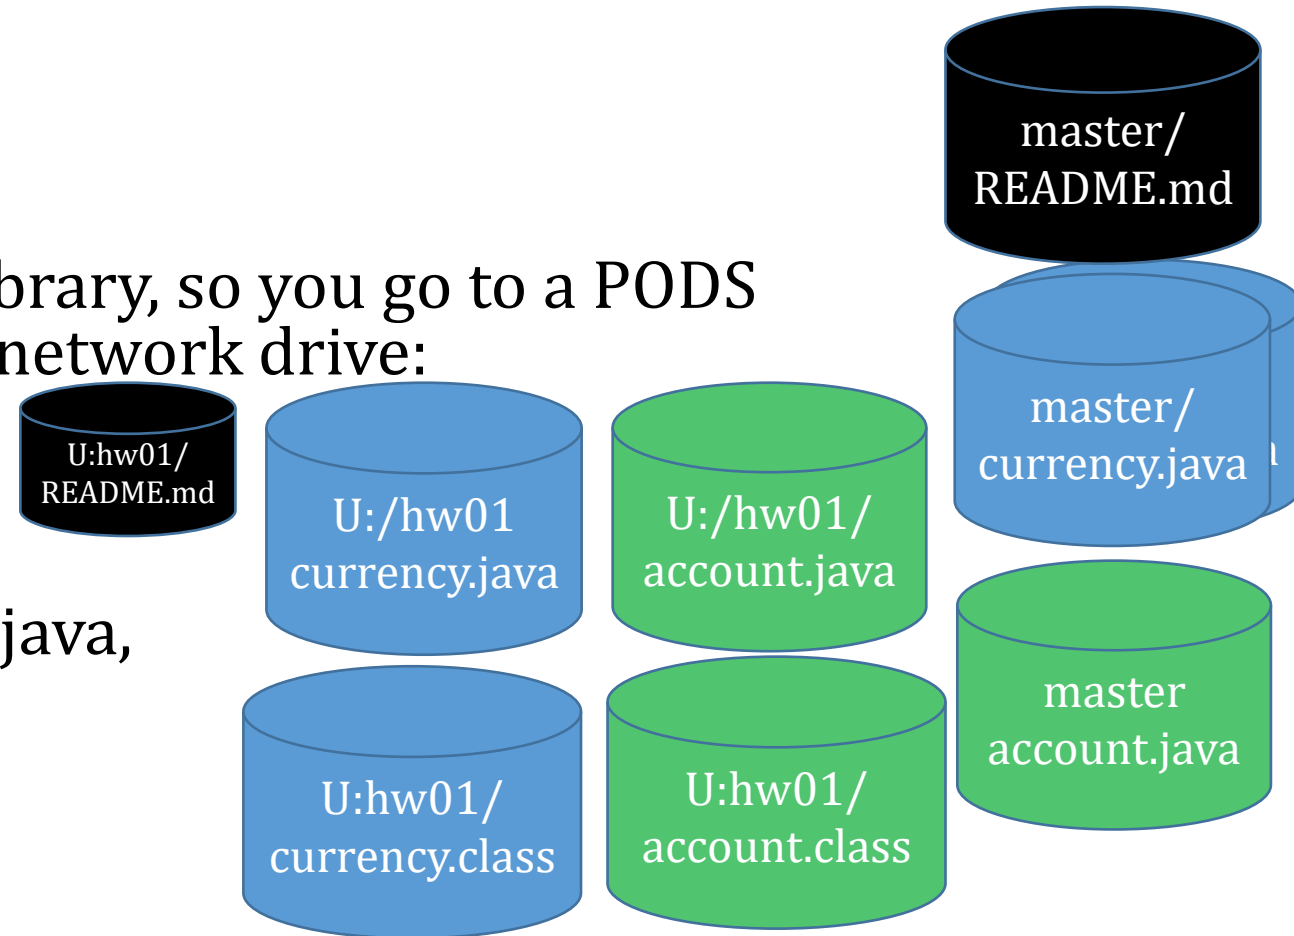 master/
README.md
brary, so you go to a PODS
network drive:
U:hw01/
README.md
U:/hw01
currency.java
U:/hw01/
account.java
master/
currency.java
java,
master
account.java
U:hw01/
currency.class
U:hw01/
account.class